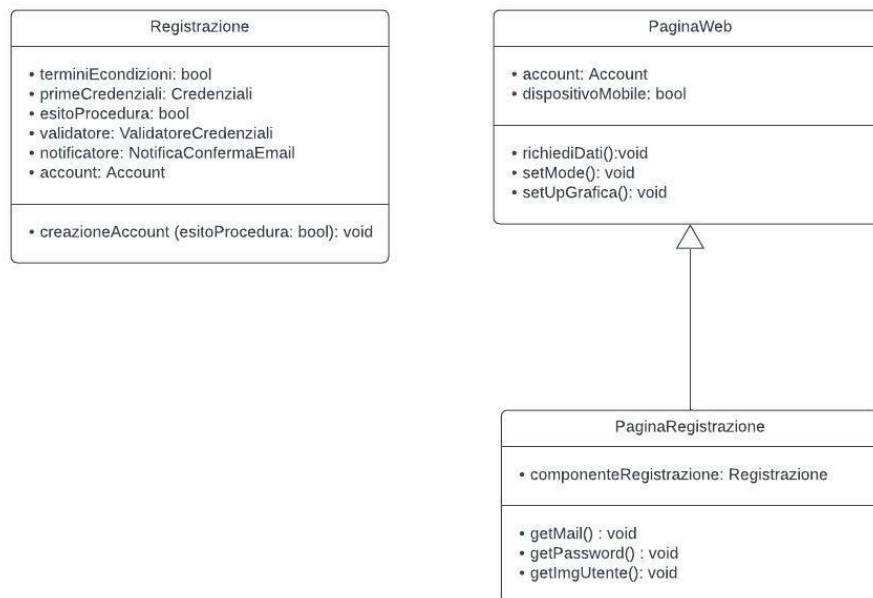 Registrazione
• terminiEcondizioni: bool
• primeCredenziali: Credenziali
• esitoProcedura: bool
• validatore: ValidatoreCredenziali
• notificatore: NotificaConfermaEmail
• account: Account
• creazioneAccount (esitoProcedura: bool): void
PaginaWeb
• account: Account
• dispositivoMobile: bool
• richiediDati():void
• setMode(): void
• setUpGrafica(): void
PaginaRegistrazione
• componenteRegistrazione: Registrazione
• getMail() : void
• getPassword() : void
• getImgUtente(): void